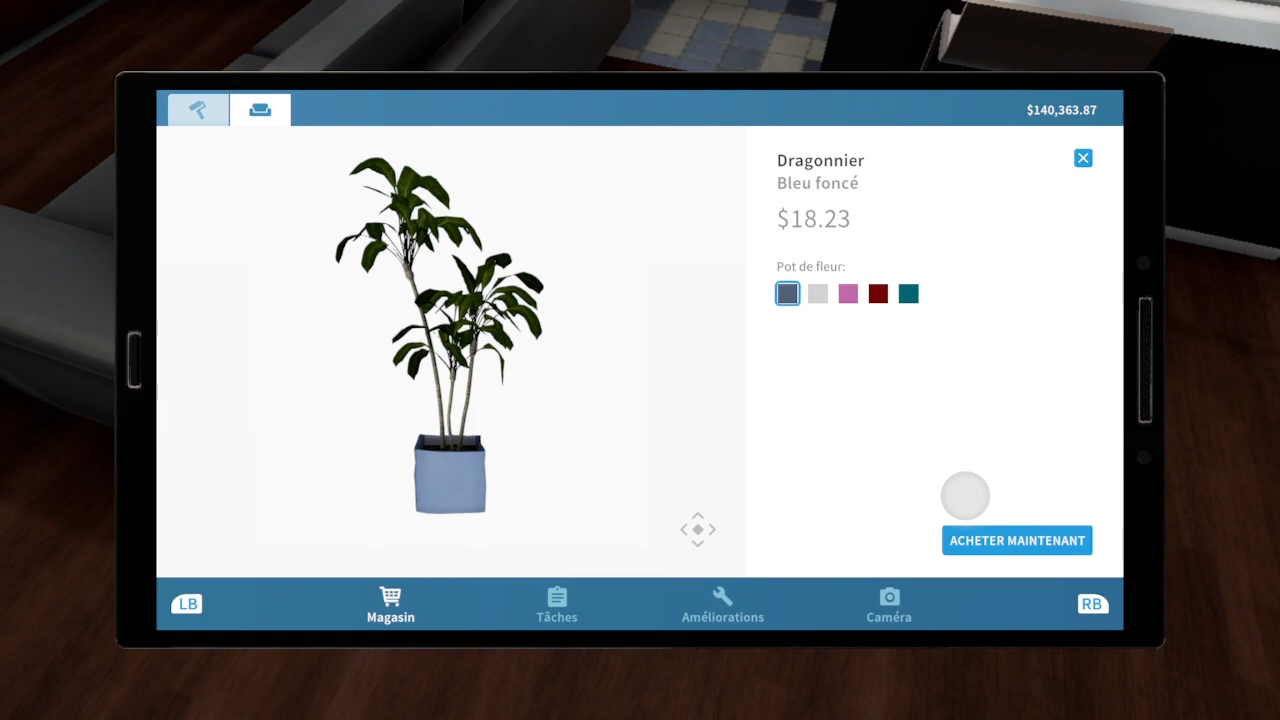 $140,363.87
Dragonnier
Bleu foncé
$18.23
Pot de fleur:
ACHETER MAINTENANT
LB
Magasin
Tâches
Améliorations
Caméra
RB